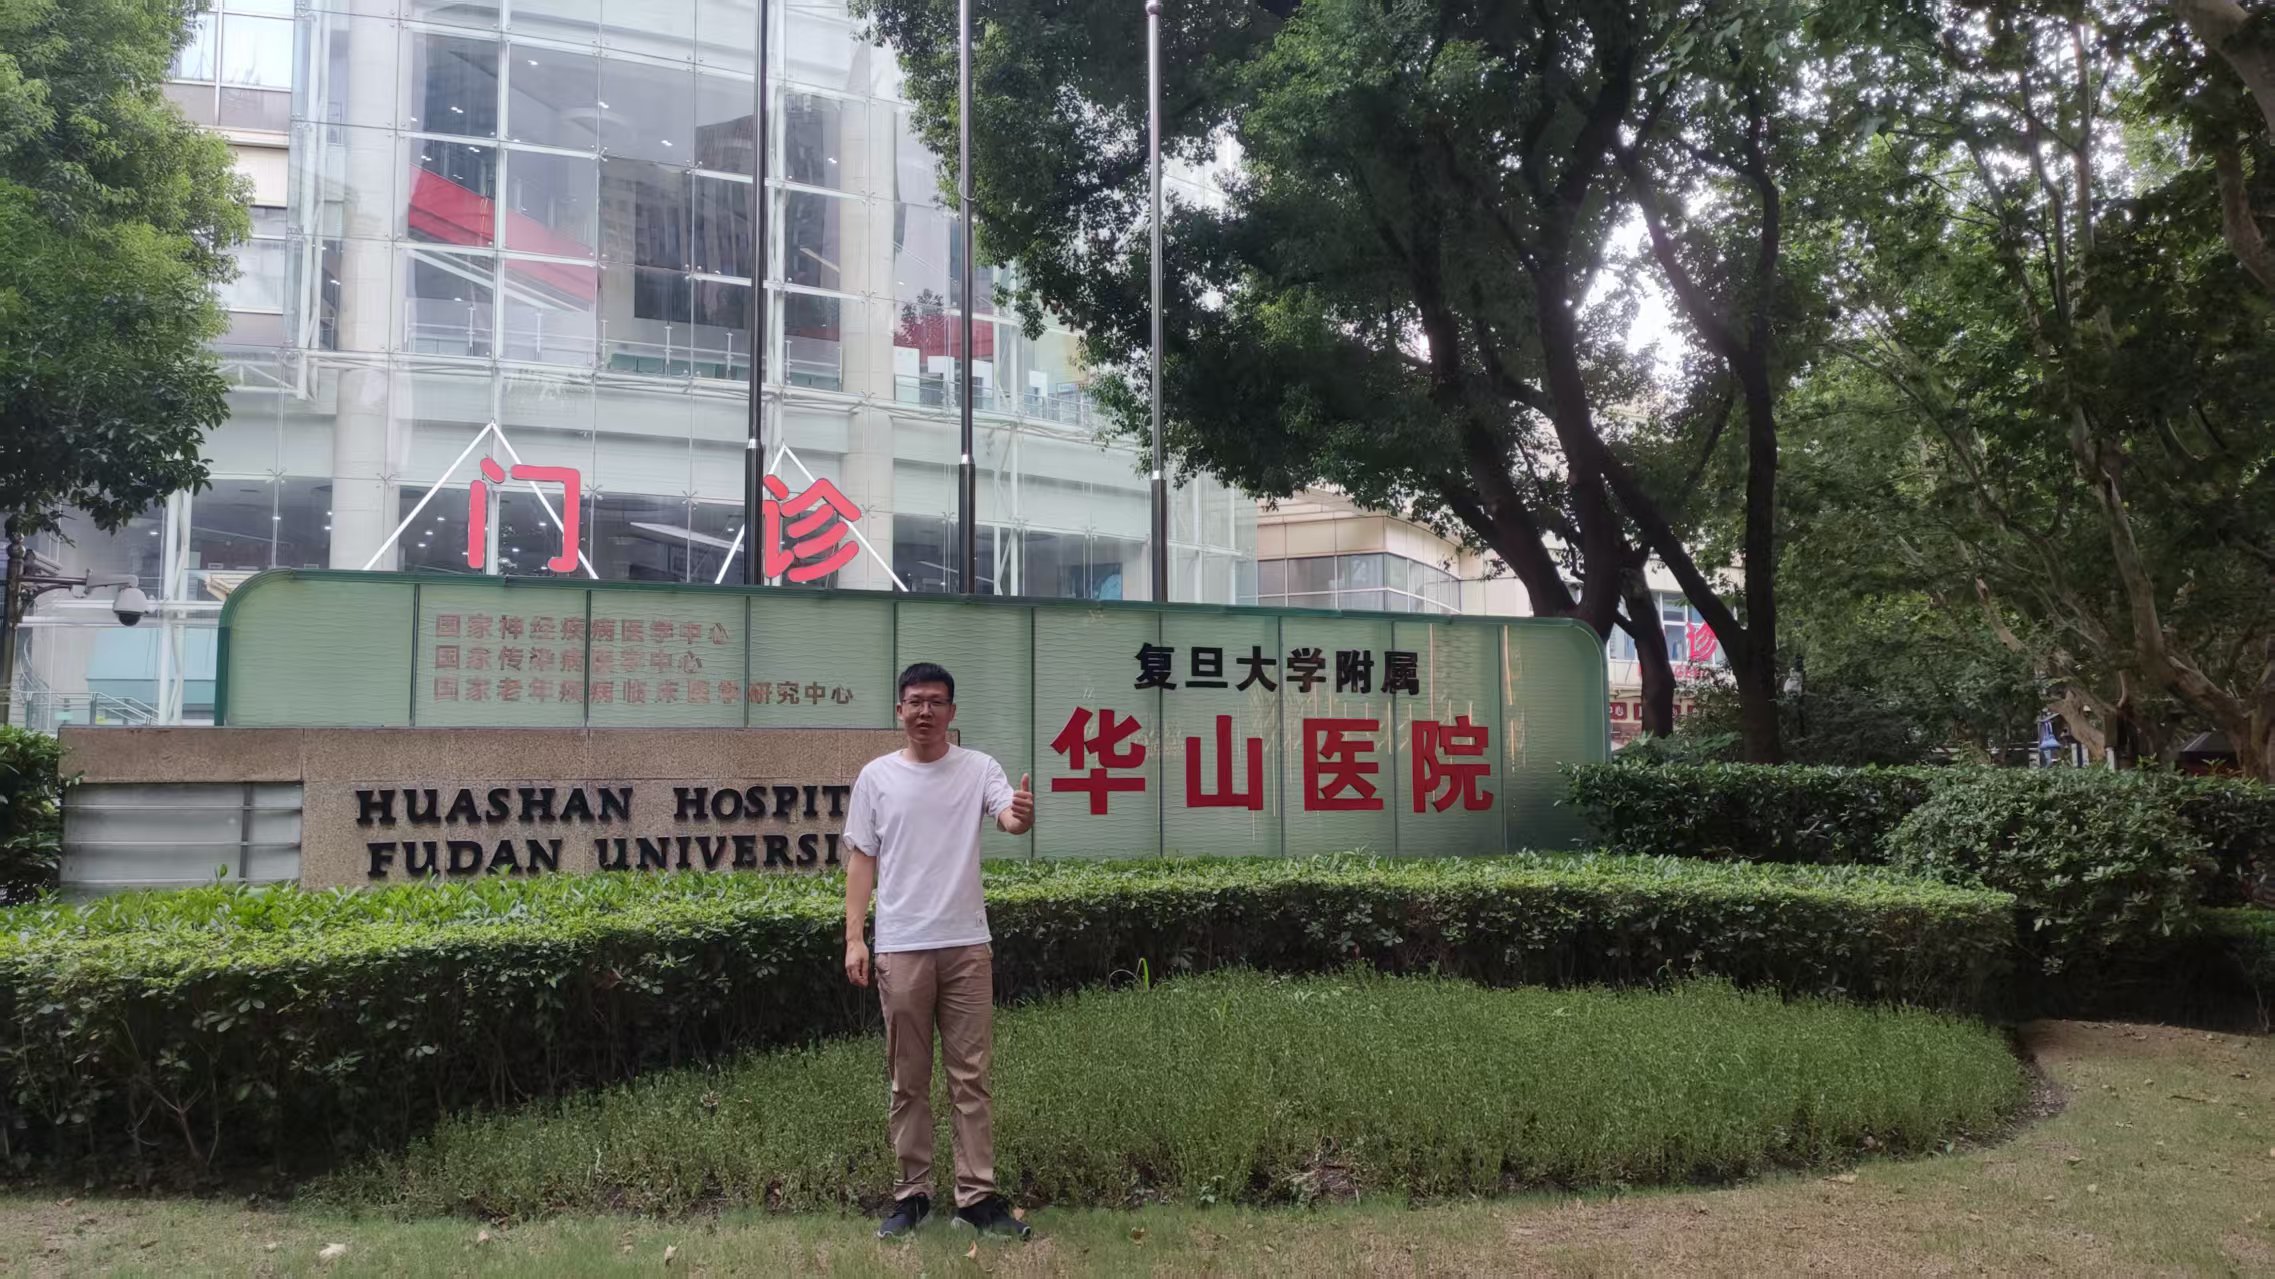 门诊
国家神经疾病医学中心
国家传染病医学中心
国家老年疾病临床医学研究中心
复旦大学附属
华山医院
HUASHAN HOSPIT
FUDAN UNIVERSI
诊